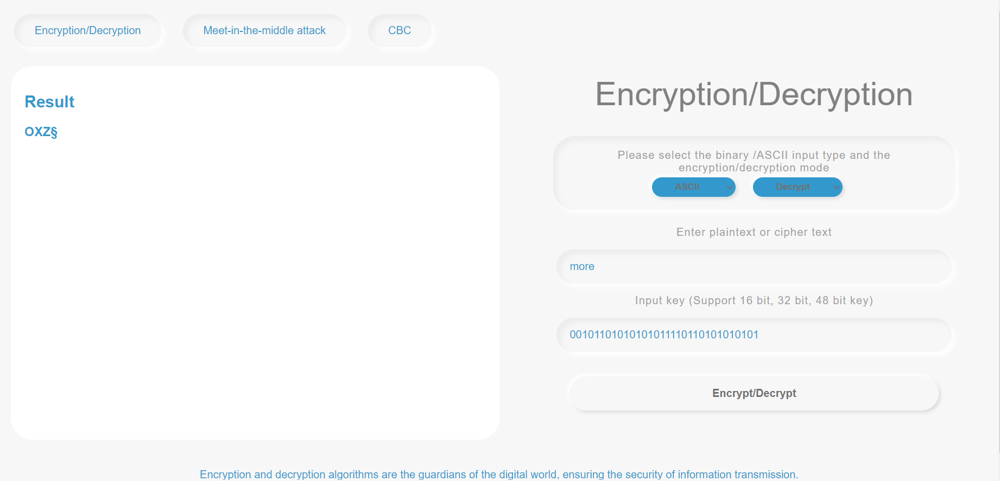 Encryption/Decryption
Meet-in-the-middle attack
CBC
Result
OXZ§
Encryption/Decryption
Please select the binary /ASCII input type and the
encryption/decryption mode
ASCII
Decrypt
Enter plaintext or cipher text
more
Input key (Support 16 bit, 32 bit, 48 bit key)
00101101010101011110110101010101
Encrypt/Decrypt
Encryption and decryption algorithms are the guardians of the digital world, ensuring the security of information transmission.